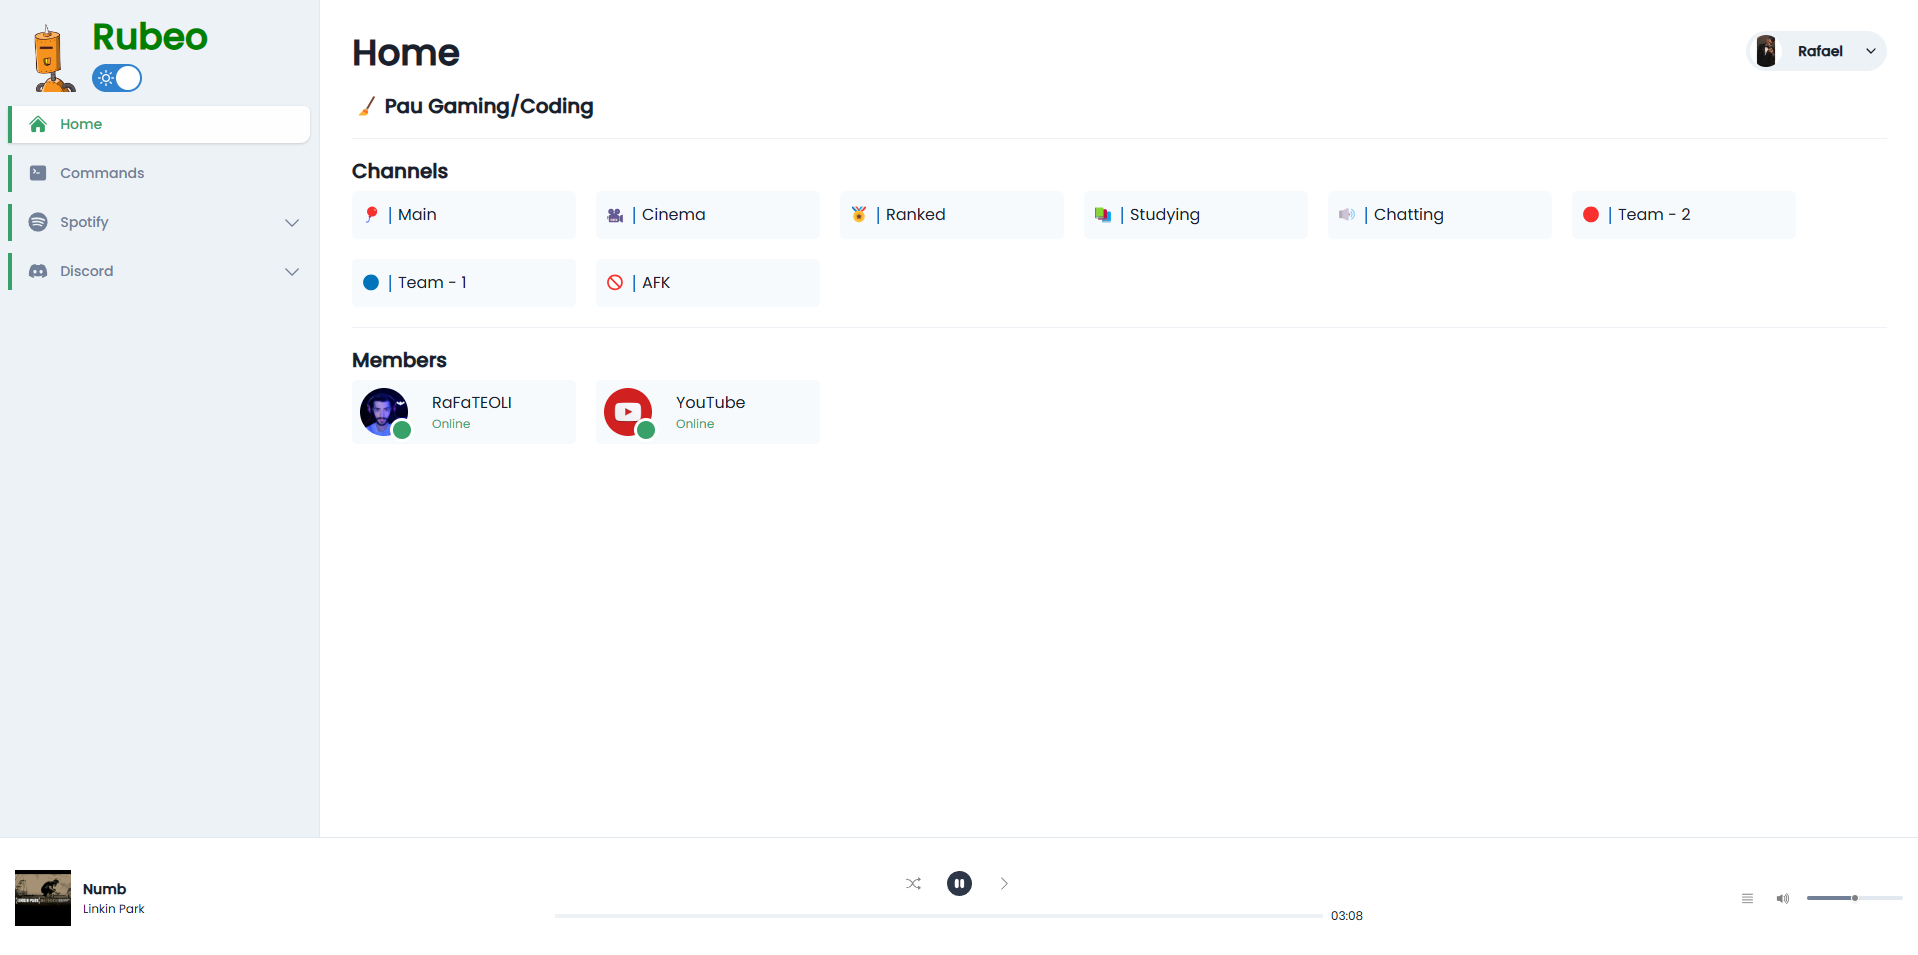 Rubeo
Home
Commands
Spotify
Discord
Home
Rafael
Pau Gaming/Coding
Channels
| Main
| Cinema
| Ranked
| Studying
| Chatting
| Team - 2
| Team - 1
| AFK
Members
RaFaTEOLI
Online
YouTube
Online
Numb
Linkin Park
03:08